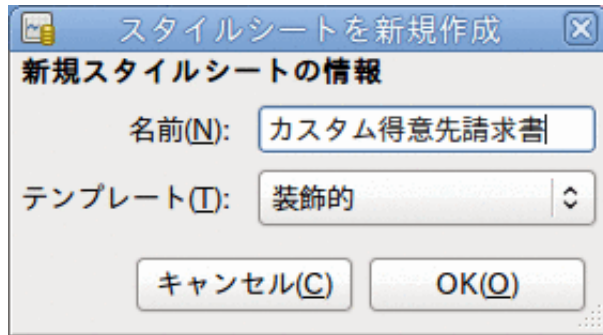 スタイルシートを新規作成
新規スタイルシートの情報
名前(N): カスタム得意先請求書
テンプレート(T): 装飾的
キャンセル(C) OK(O)